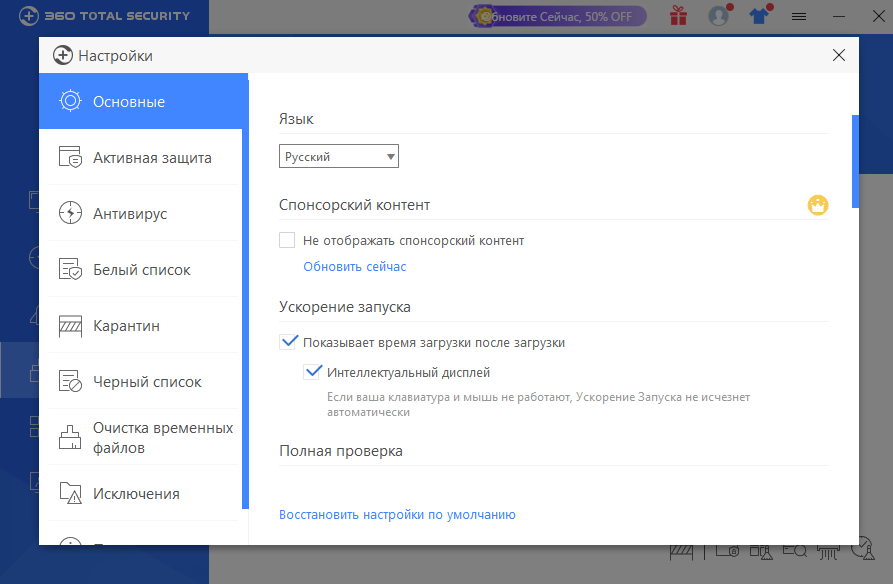 360 TOTAL SECURITY
бновите Сейчас, 50% OFF
Настройки
Основные
Активная защита
Антивирус
Белый список
Карантин
Черный список
Очистка временных
файлов
Исключения
Язык
Русский
Спонсорский контент
Не отображать спонсорский контент
Обновить сейчас
Ускорение запуска
Показывает время загрузки после загрузки
Интеллектуальный дисплей
Если ваша клавиатура и мышь не работают, Ускорение Запуска не исчезнет
автоматически
Полная проверка
Восстановить настройки по умолчанию